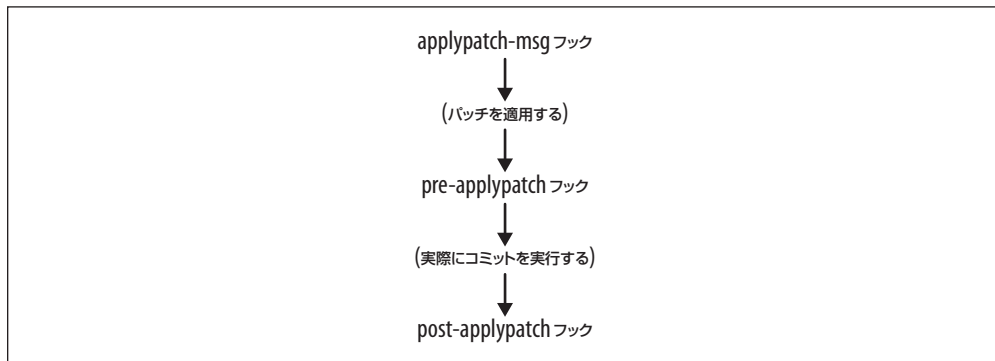 applypatch-msg フック
(パッチを適用する)
pre-applypatch フック
(実際にコミットを実行する)
post-applypatch フック